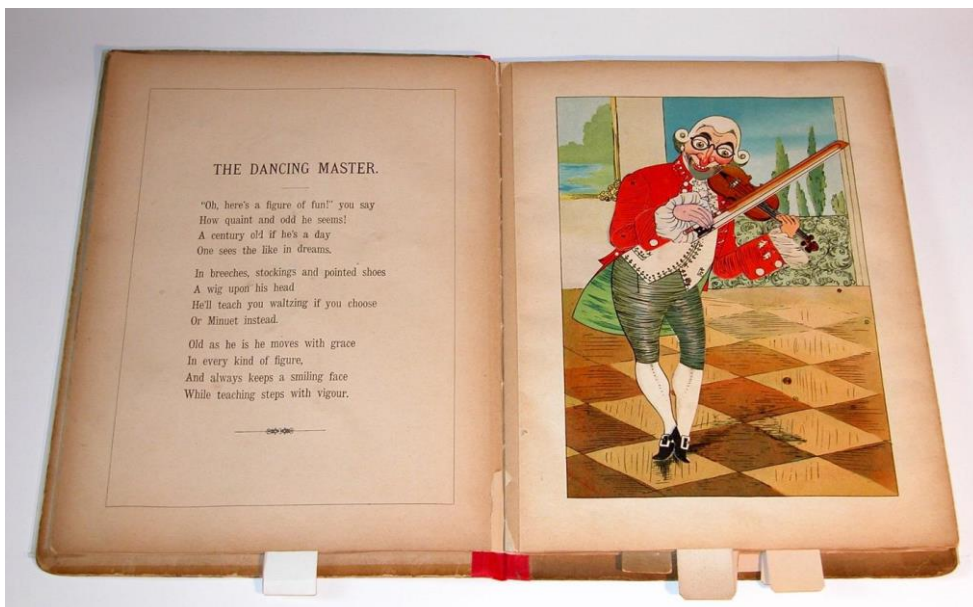 THE DANCING MASTER.
"Oh, here's a figure of fun!" you say
How quaint and odd he seems!
A century old if he's a day
One sees the like in dreams.
In breeches, stockings and pointed shoes
A wig upon his head
He'll teach you waltzing if you choose
Or Minuet instead.
Old as he is he moves with grace
In every kind of figure,
And always keeps a smiling face
While teaching steps with vigour.